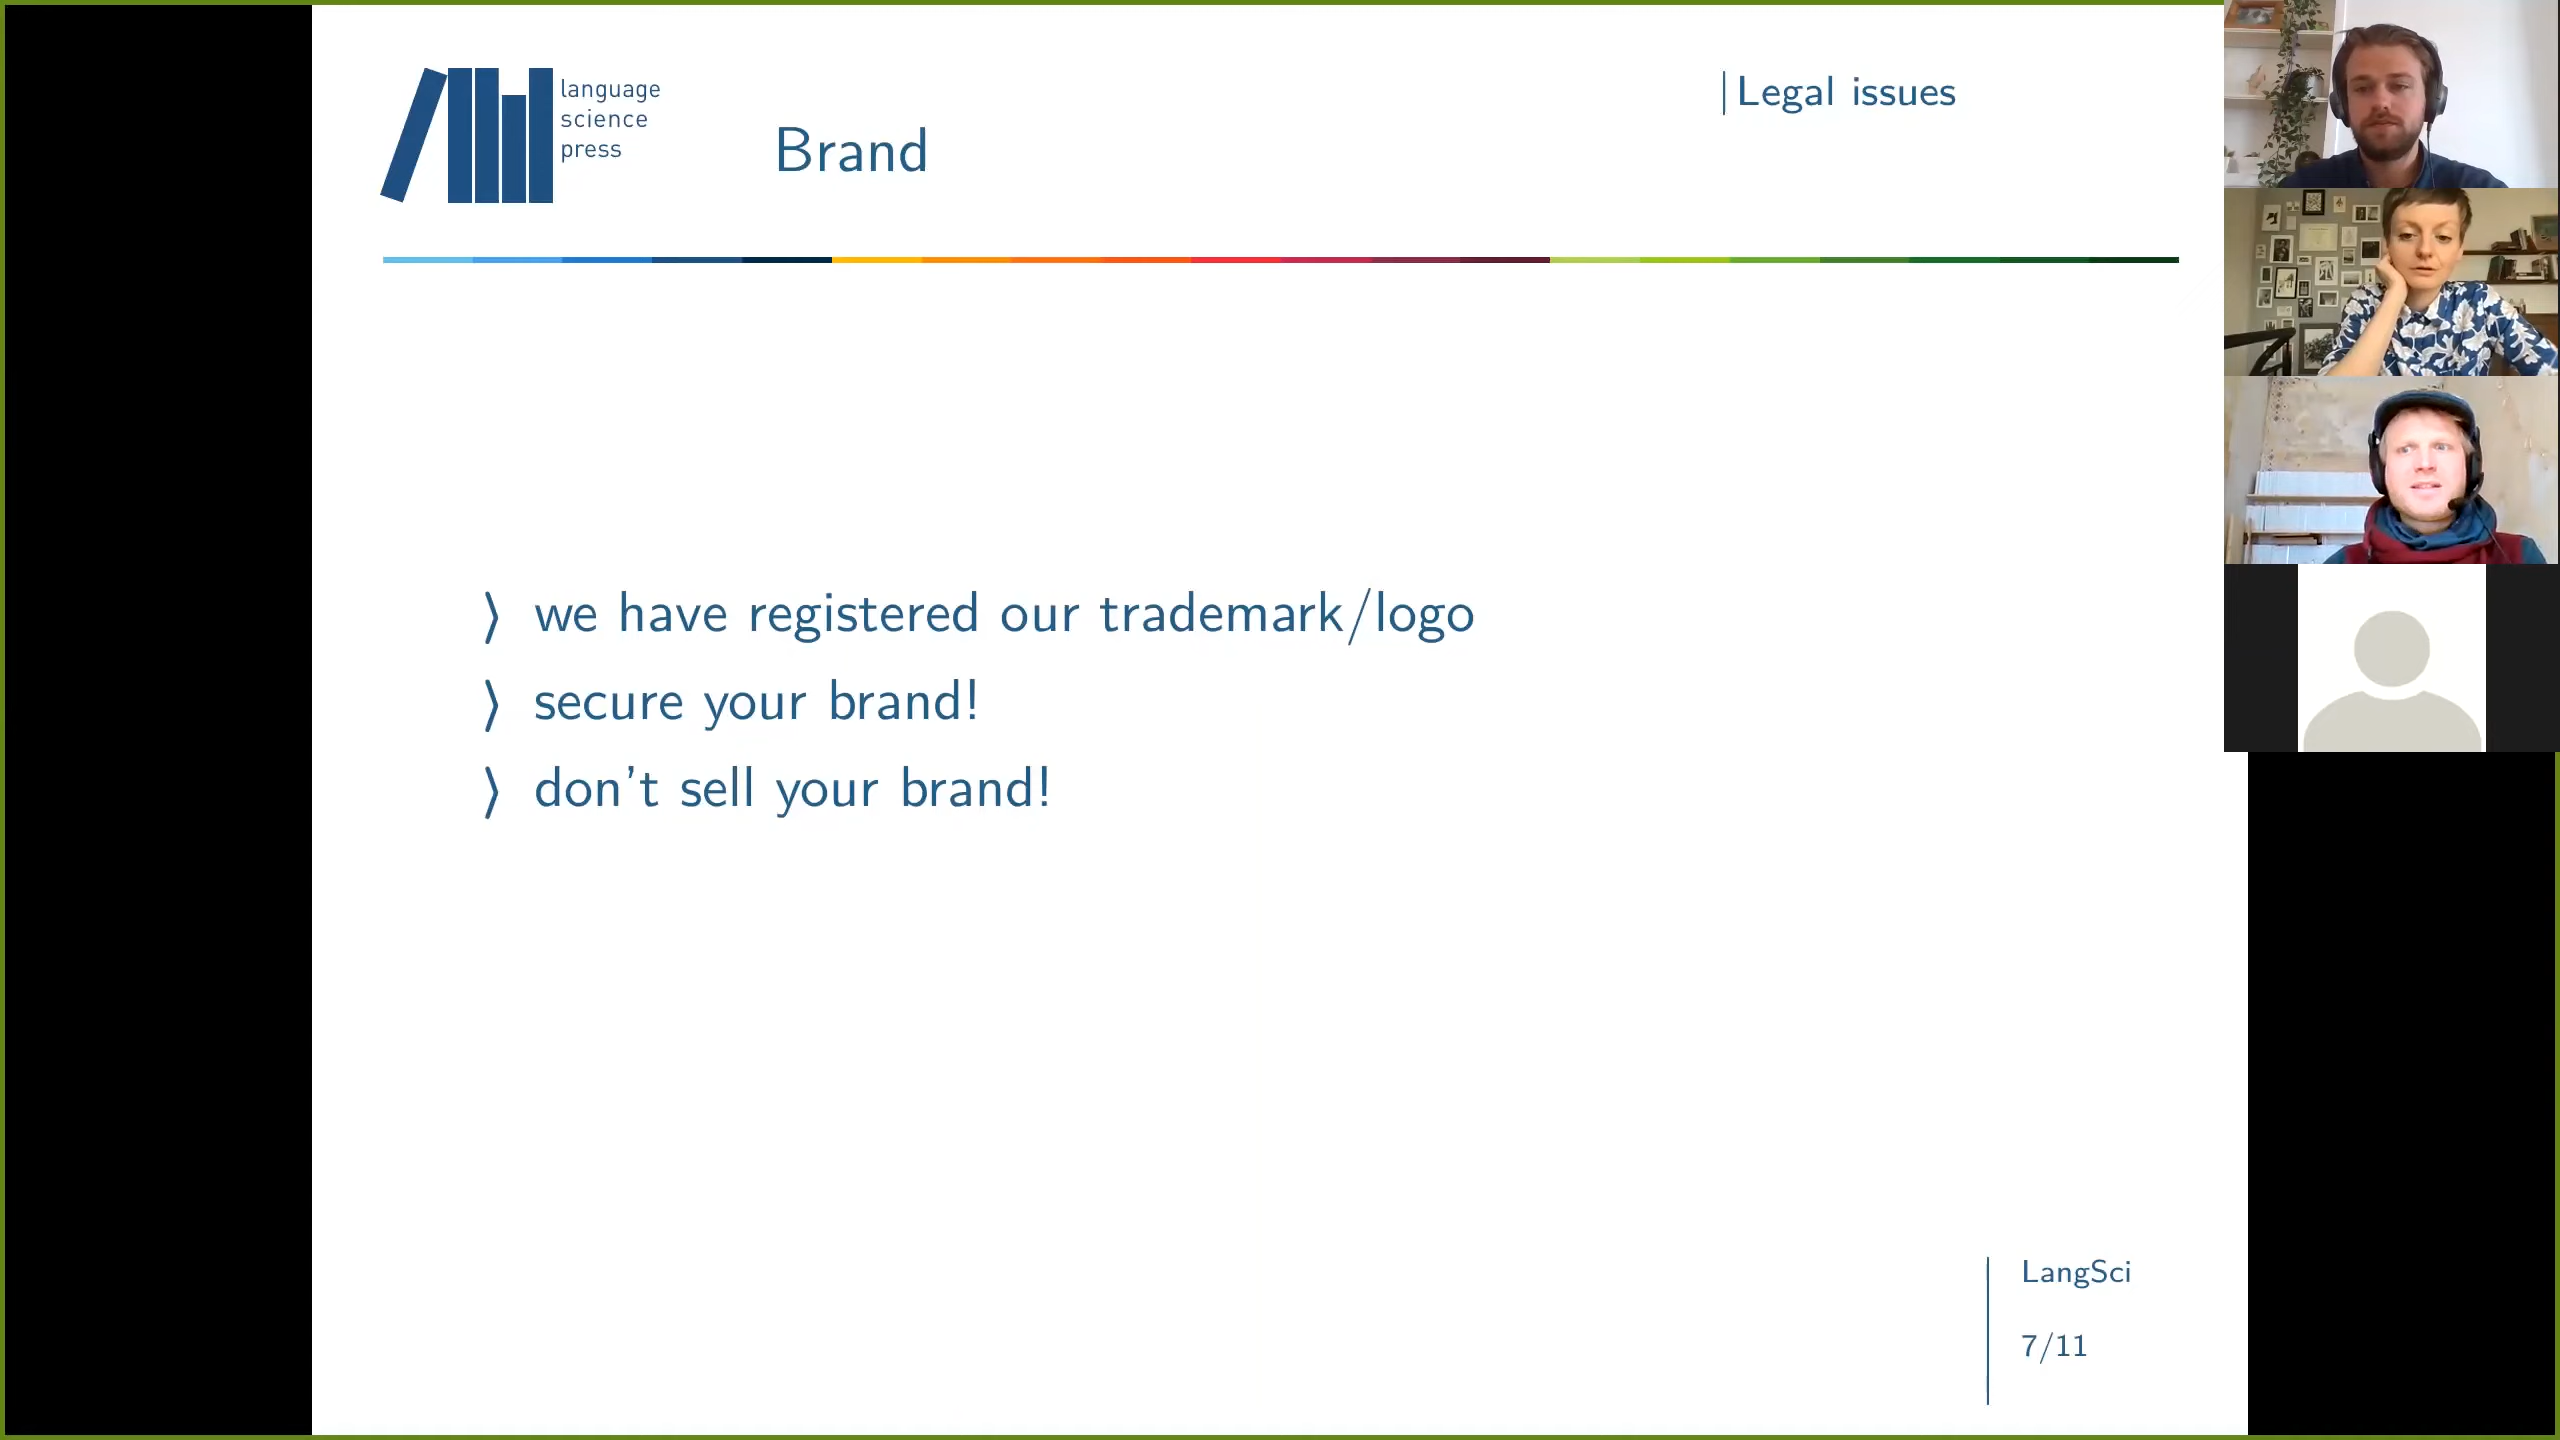 language
science
press
Brand
|Legal issues
⟩ we have registered our trademark/logo
⟩ secure your brand!
⟩ don't sell your brand!
LangSci
7/11